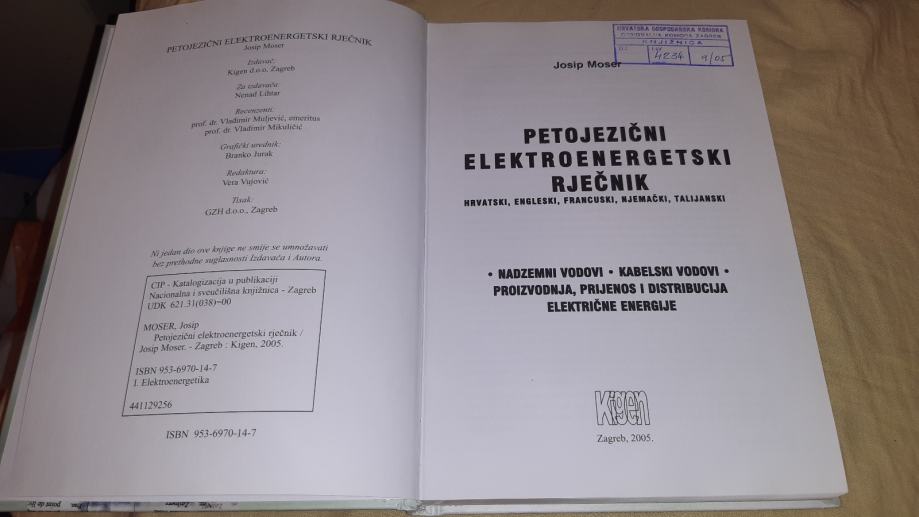 PETOJEZIČNI ELEKTROENERGETSKI RJEČNIK
Josip Moser
Izdavač:
Kigen d.o.o. Zagreb
Za izdavača:
Nenad Lihtar
Recenzenti:
prof. dr. Vladimir Muljević, emeritus
prof. dr. Vladimir Mikuličić
Grafički urednik:
Branko Jurak
Redaktura:
Vera Vujović
Tisak:
GZH d.o.o., Zagreb
Ni jedan dio ove knjige ne smije se umnožavati
bez prethodne suglasnosti Izdavača i Autora.
CIP - Katalogizacija u publikaciji
Nacionalna i sveučilišna knjižnica - Zagreb
UDK 621.31(038)=00
MOSER, Josip
Petojezični elektroenergetski rječnik /
Josip Moser. - Zagreb : Kigen, 2005.
ISBN 953-6970-14-7
I. Elektroenergetika
441129256
ISBN 953-6970-14-7
HRVATSKA GOSPODARSKA KOMORA
KOMORA ZAGREB
KNJIŽNICA
4234 9/05
Josip Moser
PETOJEZIČNI
ELEKTROENERGETSKI
RJEČNIK
HRVATSKI, ENGLESKI, FRANCUSKI, NJEMAČKI, TALIJANSKI
• NADZEMNI VODOVI • KABELSKI VODOVI •
PROIZVODNJA, PRIJENOS I DISTRIBUCIJA
ELEKTRIČNE ENERGIJE
Kigen
Zagreb, 2005.